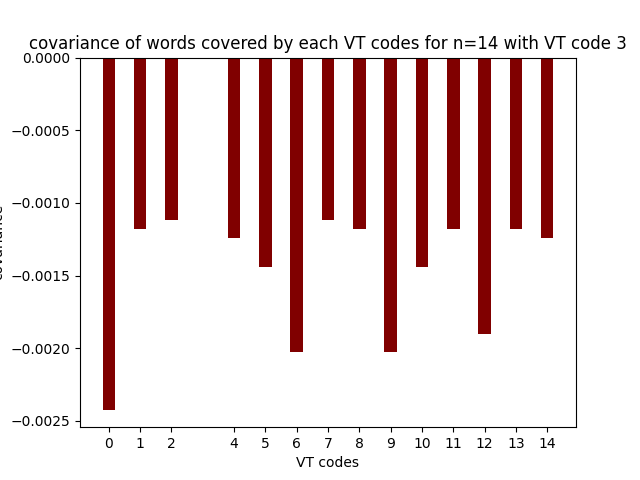 covariance of words covered by each VT codes for n=14 with VT code 3
0.0000
−0.0005
−0.0010
−0.0015
−0.0020
−0.0025
0 1 2 4 5 6 7 8 9 10 11 12 13 14
VT codes